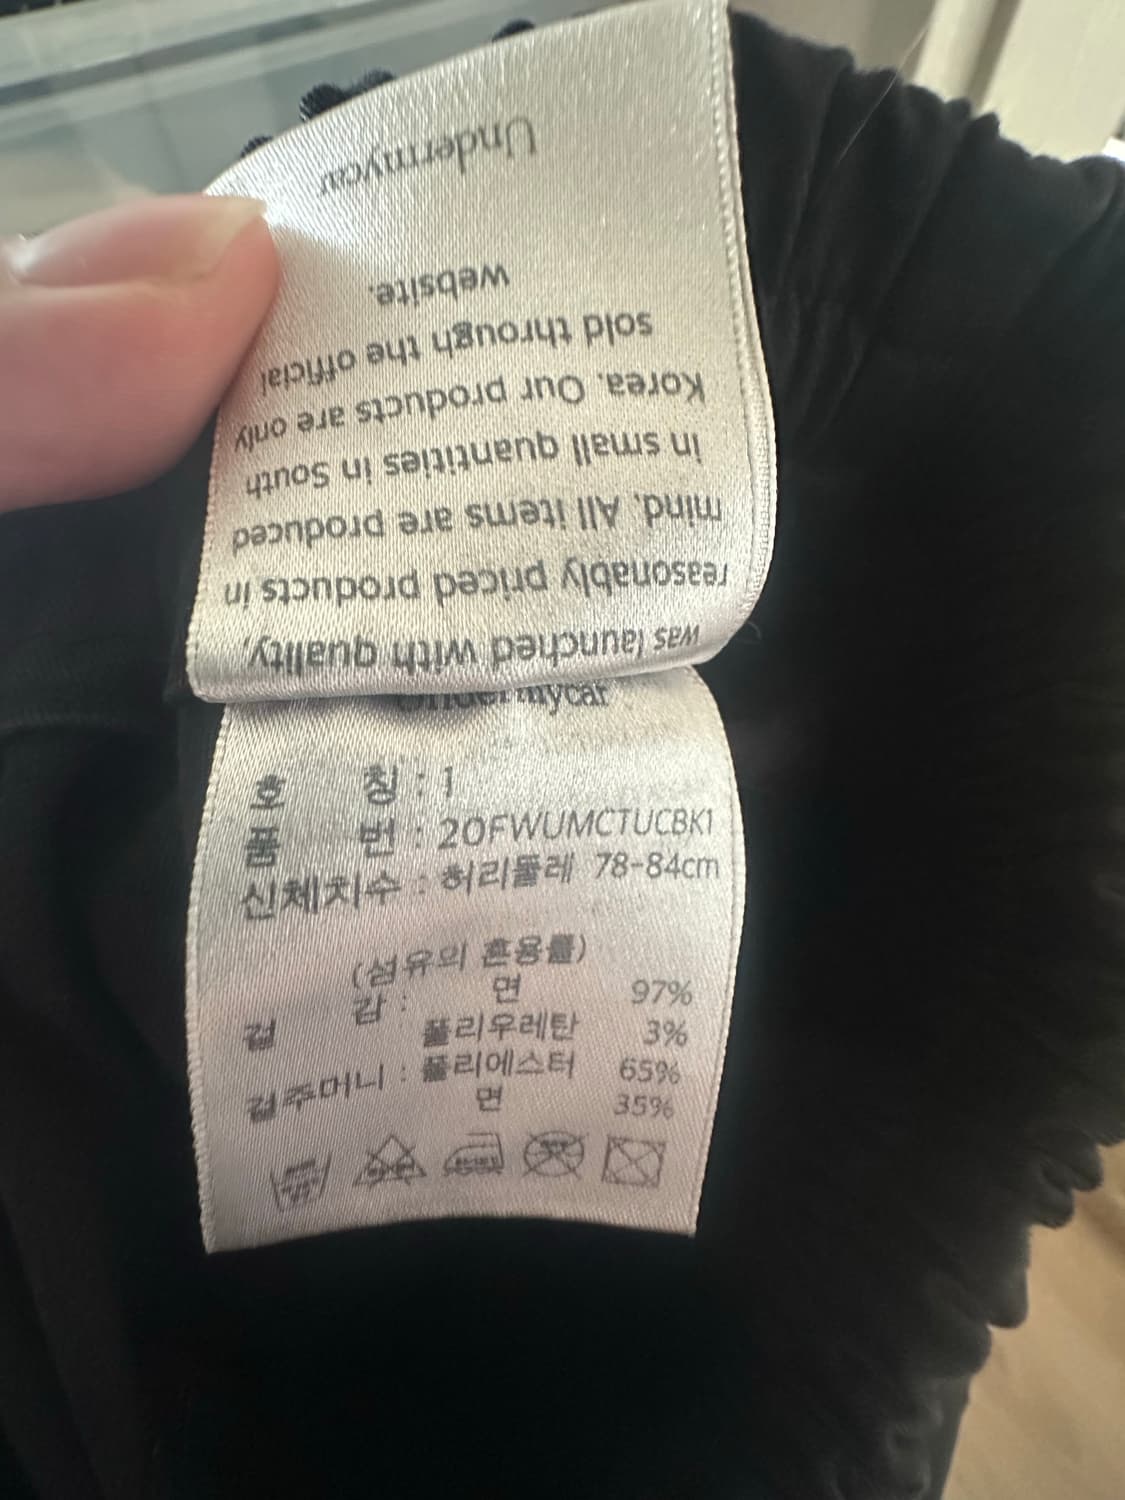 was launched with quality,
reasonably priced products in
mind. All items are produced
in small quantities in South
Korea. Our products are only
sold through the official
website.
Undermycar
Undermycar
호 칭 : 1
품 번 : 20FWUMCTUCBK1
신체치수 : 허리둘레 78-84cm
(섬유의 혼용률)
겉 감 : 면 97%
폴리우레탄 3%
겉주머니 : 폴리에스터 65%
면 35%